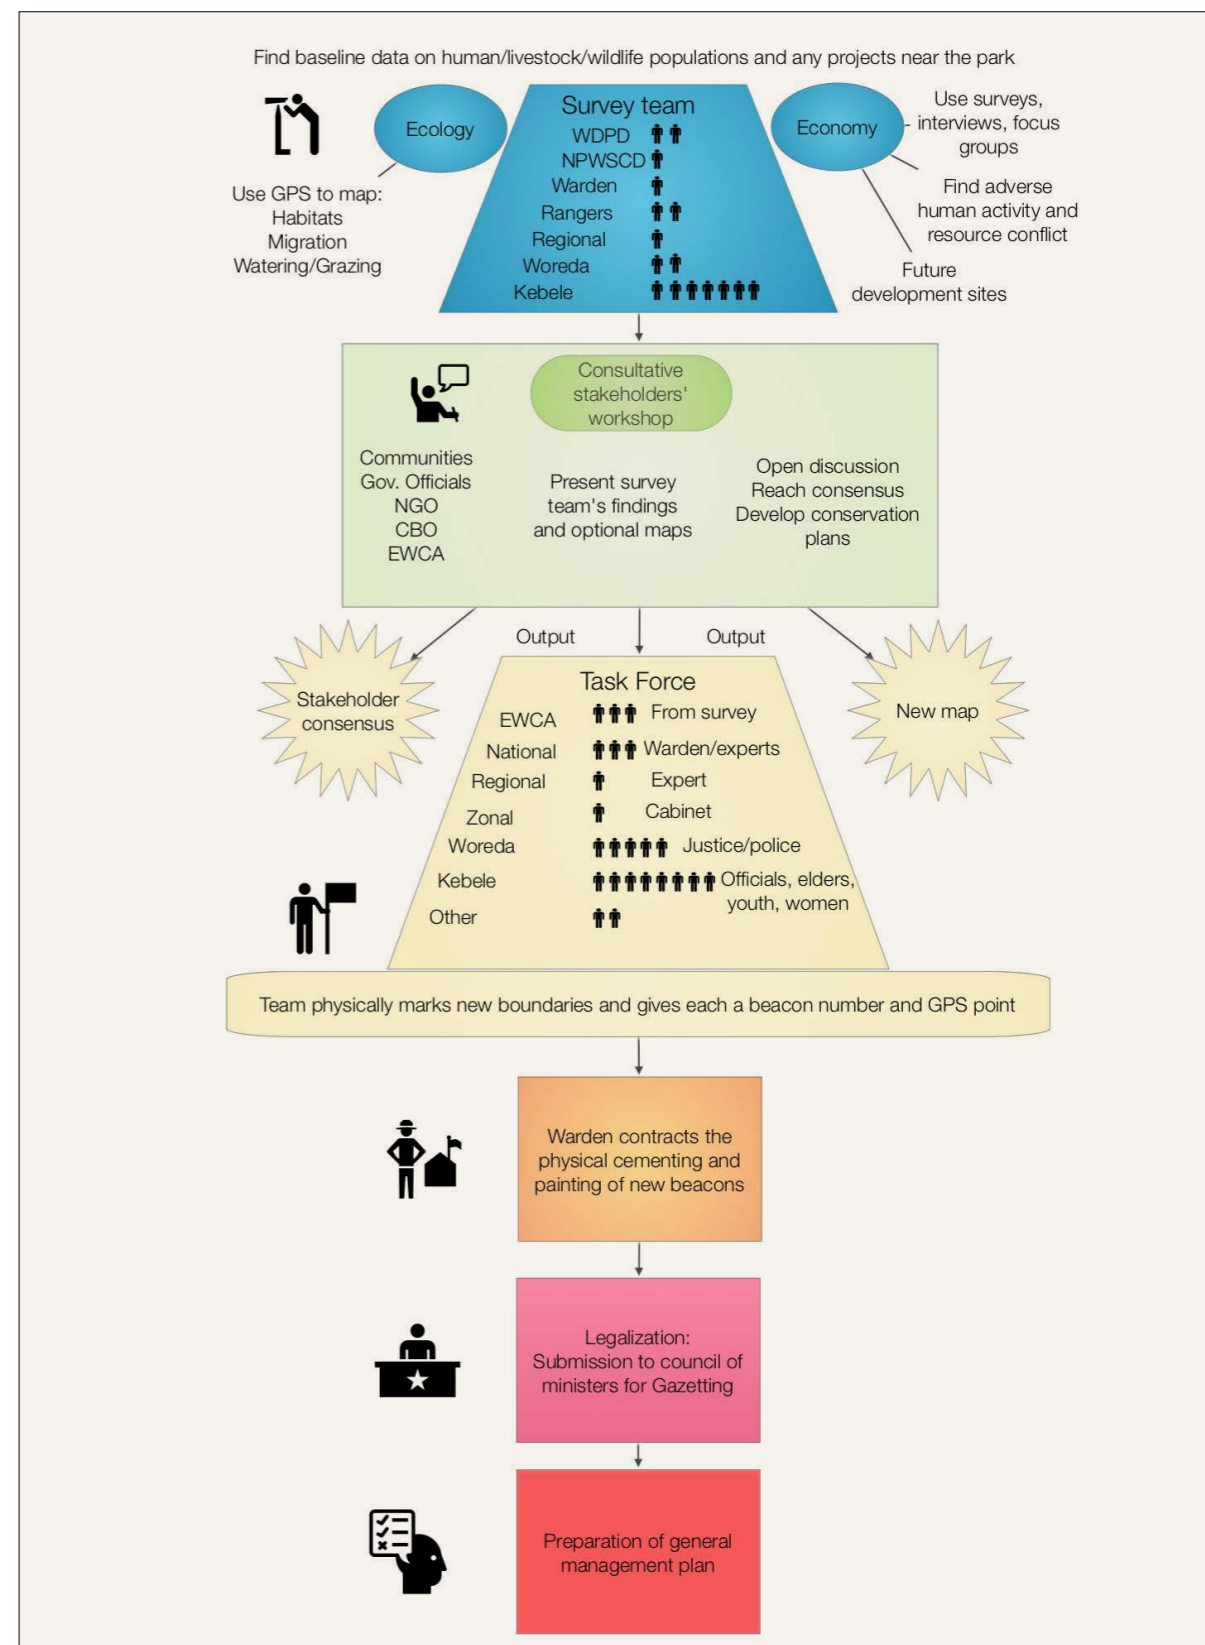 Find baseline data on human/livestock/wildlife populations and any projects near the park
Ecology
Use GPS to map:
Habitats
Migration
Watering/Grazing
Survey team
WDPD
NPWSCD
Warden
Rangers
Regional
Woreda
Kebele
Economy
Use surveys,
interviews, focus
groups
Find adverse
human activity and
resource conflict
Future
development sites
Consultative
stakeholders'
workshop
Communities
Gov. Officials
NGO
CBO
EWCA
Present survey
team's findings
and optional maps
Open discussion
Reach consensus
Develop conservation
plans
Output
Output
Stakeholder
consensus
New map
Task Force
EWCA From survey
National Warden/experts
Regional Expert
Zonal Cabinet
Woreda Justice/police
Kebele Officials, elders,
youth, women
Other
Team physically marks new boundaries and gives each a beacon number and GPS point
Warden contracts the
physical cementing and
painting of new beacons
Legalization:
Submission to council of
ministers for Gazetting
Preparation of general
management plan